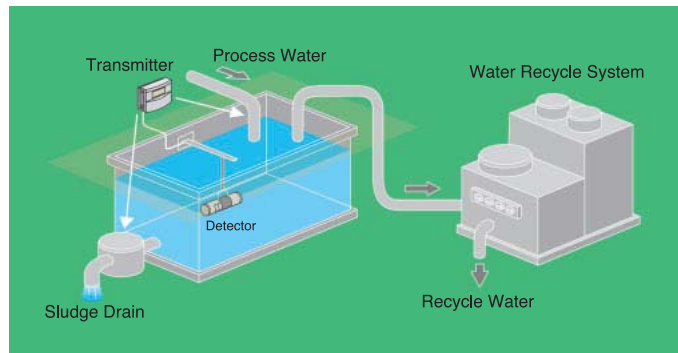 Process Water
Transmitter
Water Recycle System
Detector
Recycle Water
Sludge Drain